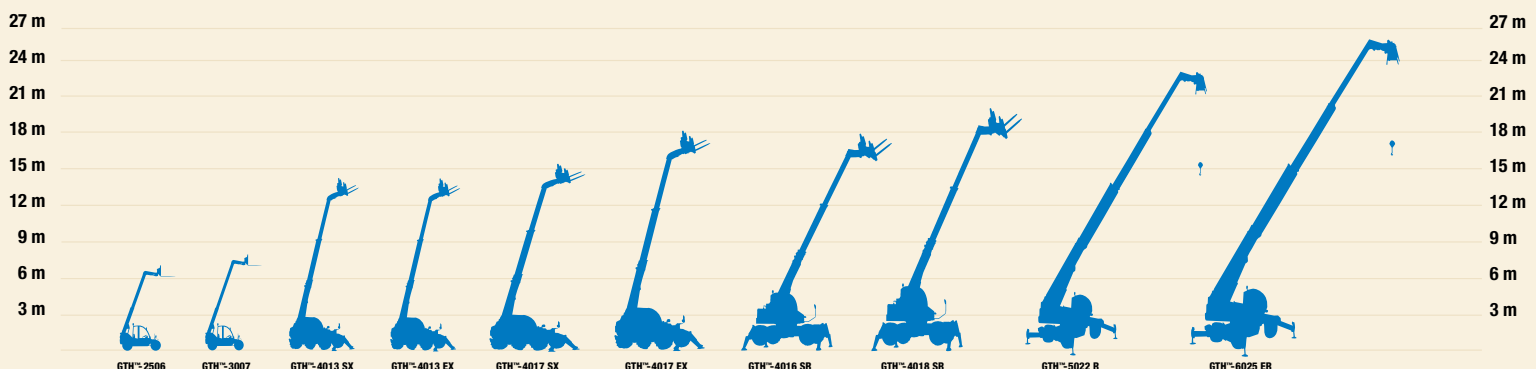 27 m 27 m
24 m 24 m
21 m 21 m
18 m 18 m
15 m 15 m
12 m 12 m
9 m 9 m
6 m 6 m
3 m 3 m
GTH™-2506 GTH™-3007 GTH™-4013 SX GTH™-4013 EX GTH™-4017 SX GTH™-4017 EX GTH™-4016 SR GTH™-4018 SR GTH™-5022 R GTH™-6025 ER